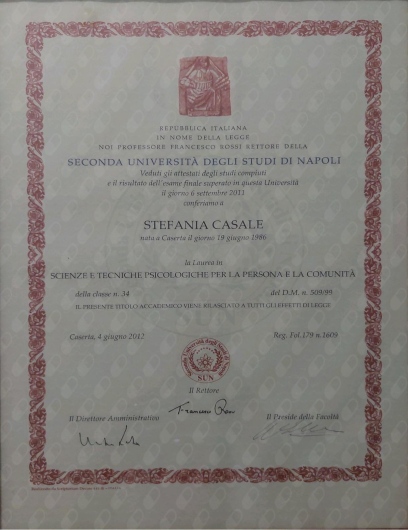 REPUBBLICA ITALIANA
IN NOME DELLA LEGGE
NOI PROFESSORE FRANCESCO ROSSI RETTORE DELLA
SECONDA UNIVERSITÀ DEGLI STUDI DI NAPOLI
Veduti gli attestati degli studi compiuti
e il risultato dell'esame finale superato in questa Università
il giorno 6 settembre 2011
conferiamo a
STEFANIA CASALE
nata a Caserta il giorno 19 giugno 1986
la Laurea in
SCIENZE E TECNICHE PSICOLOGICHE PER LA PERSONA E LA COMUNITÀ
della classe n. 34 del D.M. n. 509/99
IL PRESENTE TITOLO ACCADEMICO VIENE RILASCIATO A TUTTI GLI EFFETTI DI LEGGE
Caserta, 4 giugno 2012 Reg. Fol. 179 n. 1609
SUN
Il Rettore
Il Direttore Amministrativo Il Preside della Facoltà